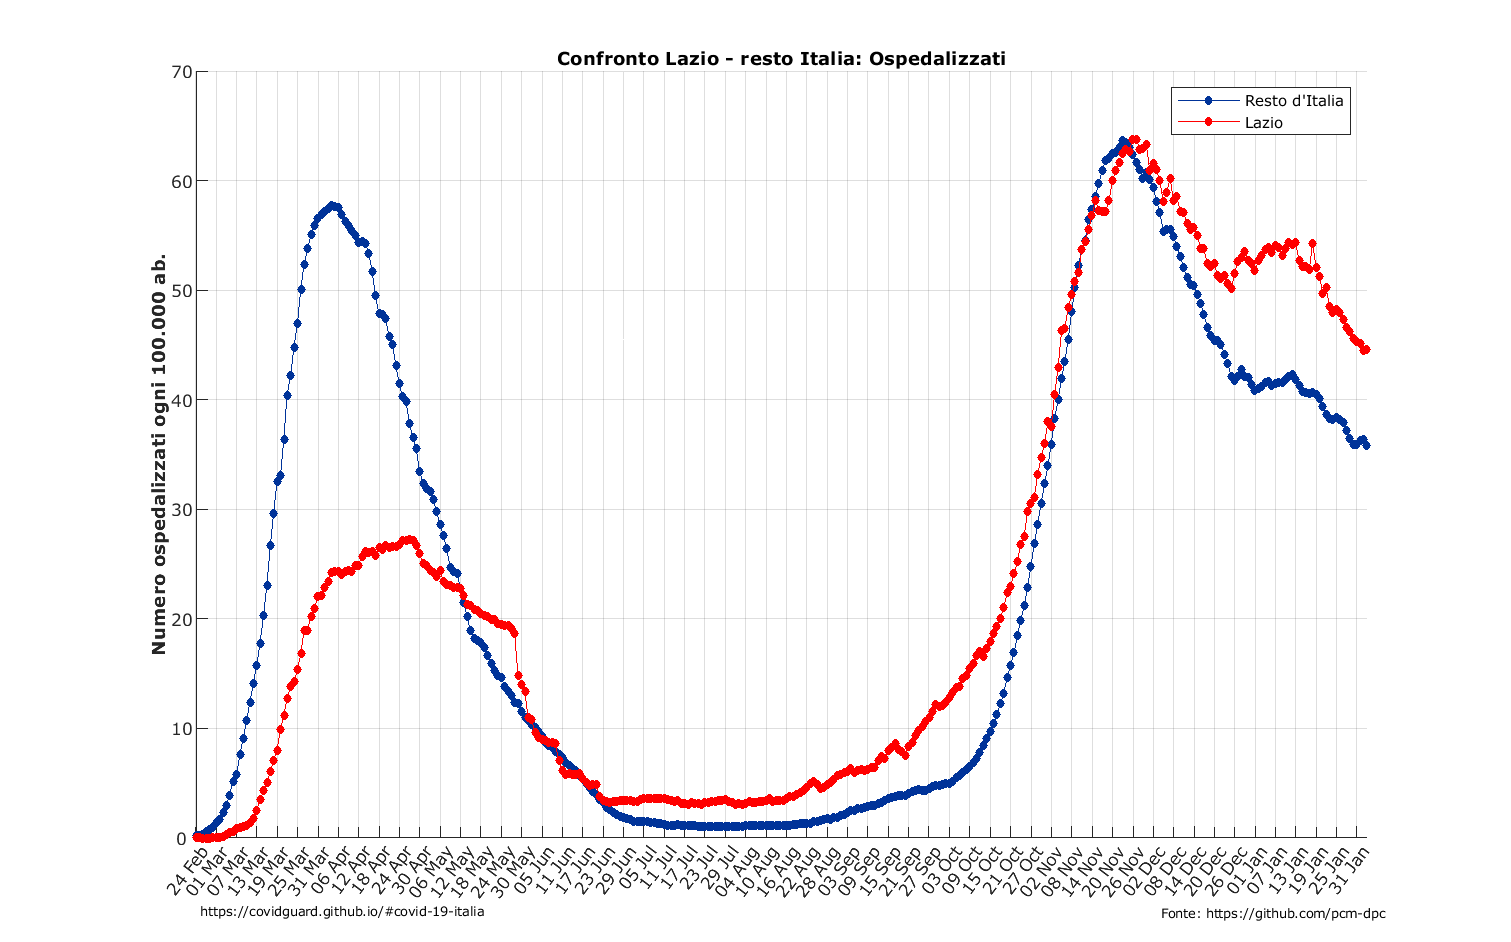 Confronto Lazio - resto Italia: Ospedalizzati
Resto d'Italia
Lazio
Numero ospedalizzati ogni 100.000 ab.
70
60
50
40
30
20
10
0
24 Feb
01 Mar
07 Mar
13 Mar
19 Mar
25 Mar
31 Mar
06 Apr
12 Apr
18 Apr
24 Apr
30 Apr
06 May
12 May
18 May
24 May
30 May
05 Jun
11 Jun
17 Jun
23 Jun
29 Jun
05 Jul
11 Jul
17 Jul
23 Jul
29 Jul
04 Aug
10 Aug
16 Aug
22 Aug
28 Aug
03 Sep
09 Sep
15 Sep
21 Sep
27 Sep
03 Oct
09 Oct
15 Oct
21 Oct
27 Oct
02 Nov
08 Nov
14 Nov
20 Nov
26 Nov
02 Dec
08 Dec
14 Dec
20 Dec
26 Dec
01 Jan
07 Jan
13 Jan
19 Jan
25 Jan
31 Jan
https://covidguard.github.io/#covid-19-italia
Fonte: https://github.com/pcm-dpc